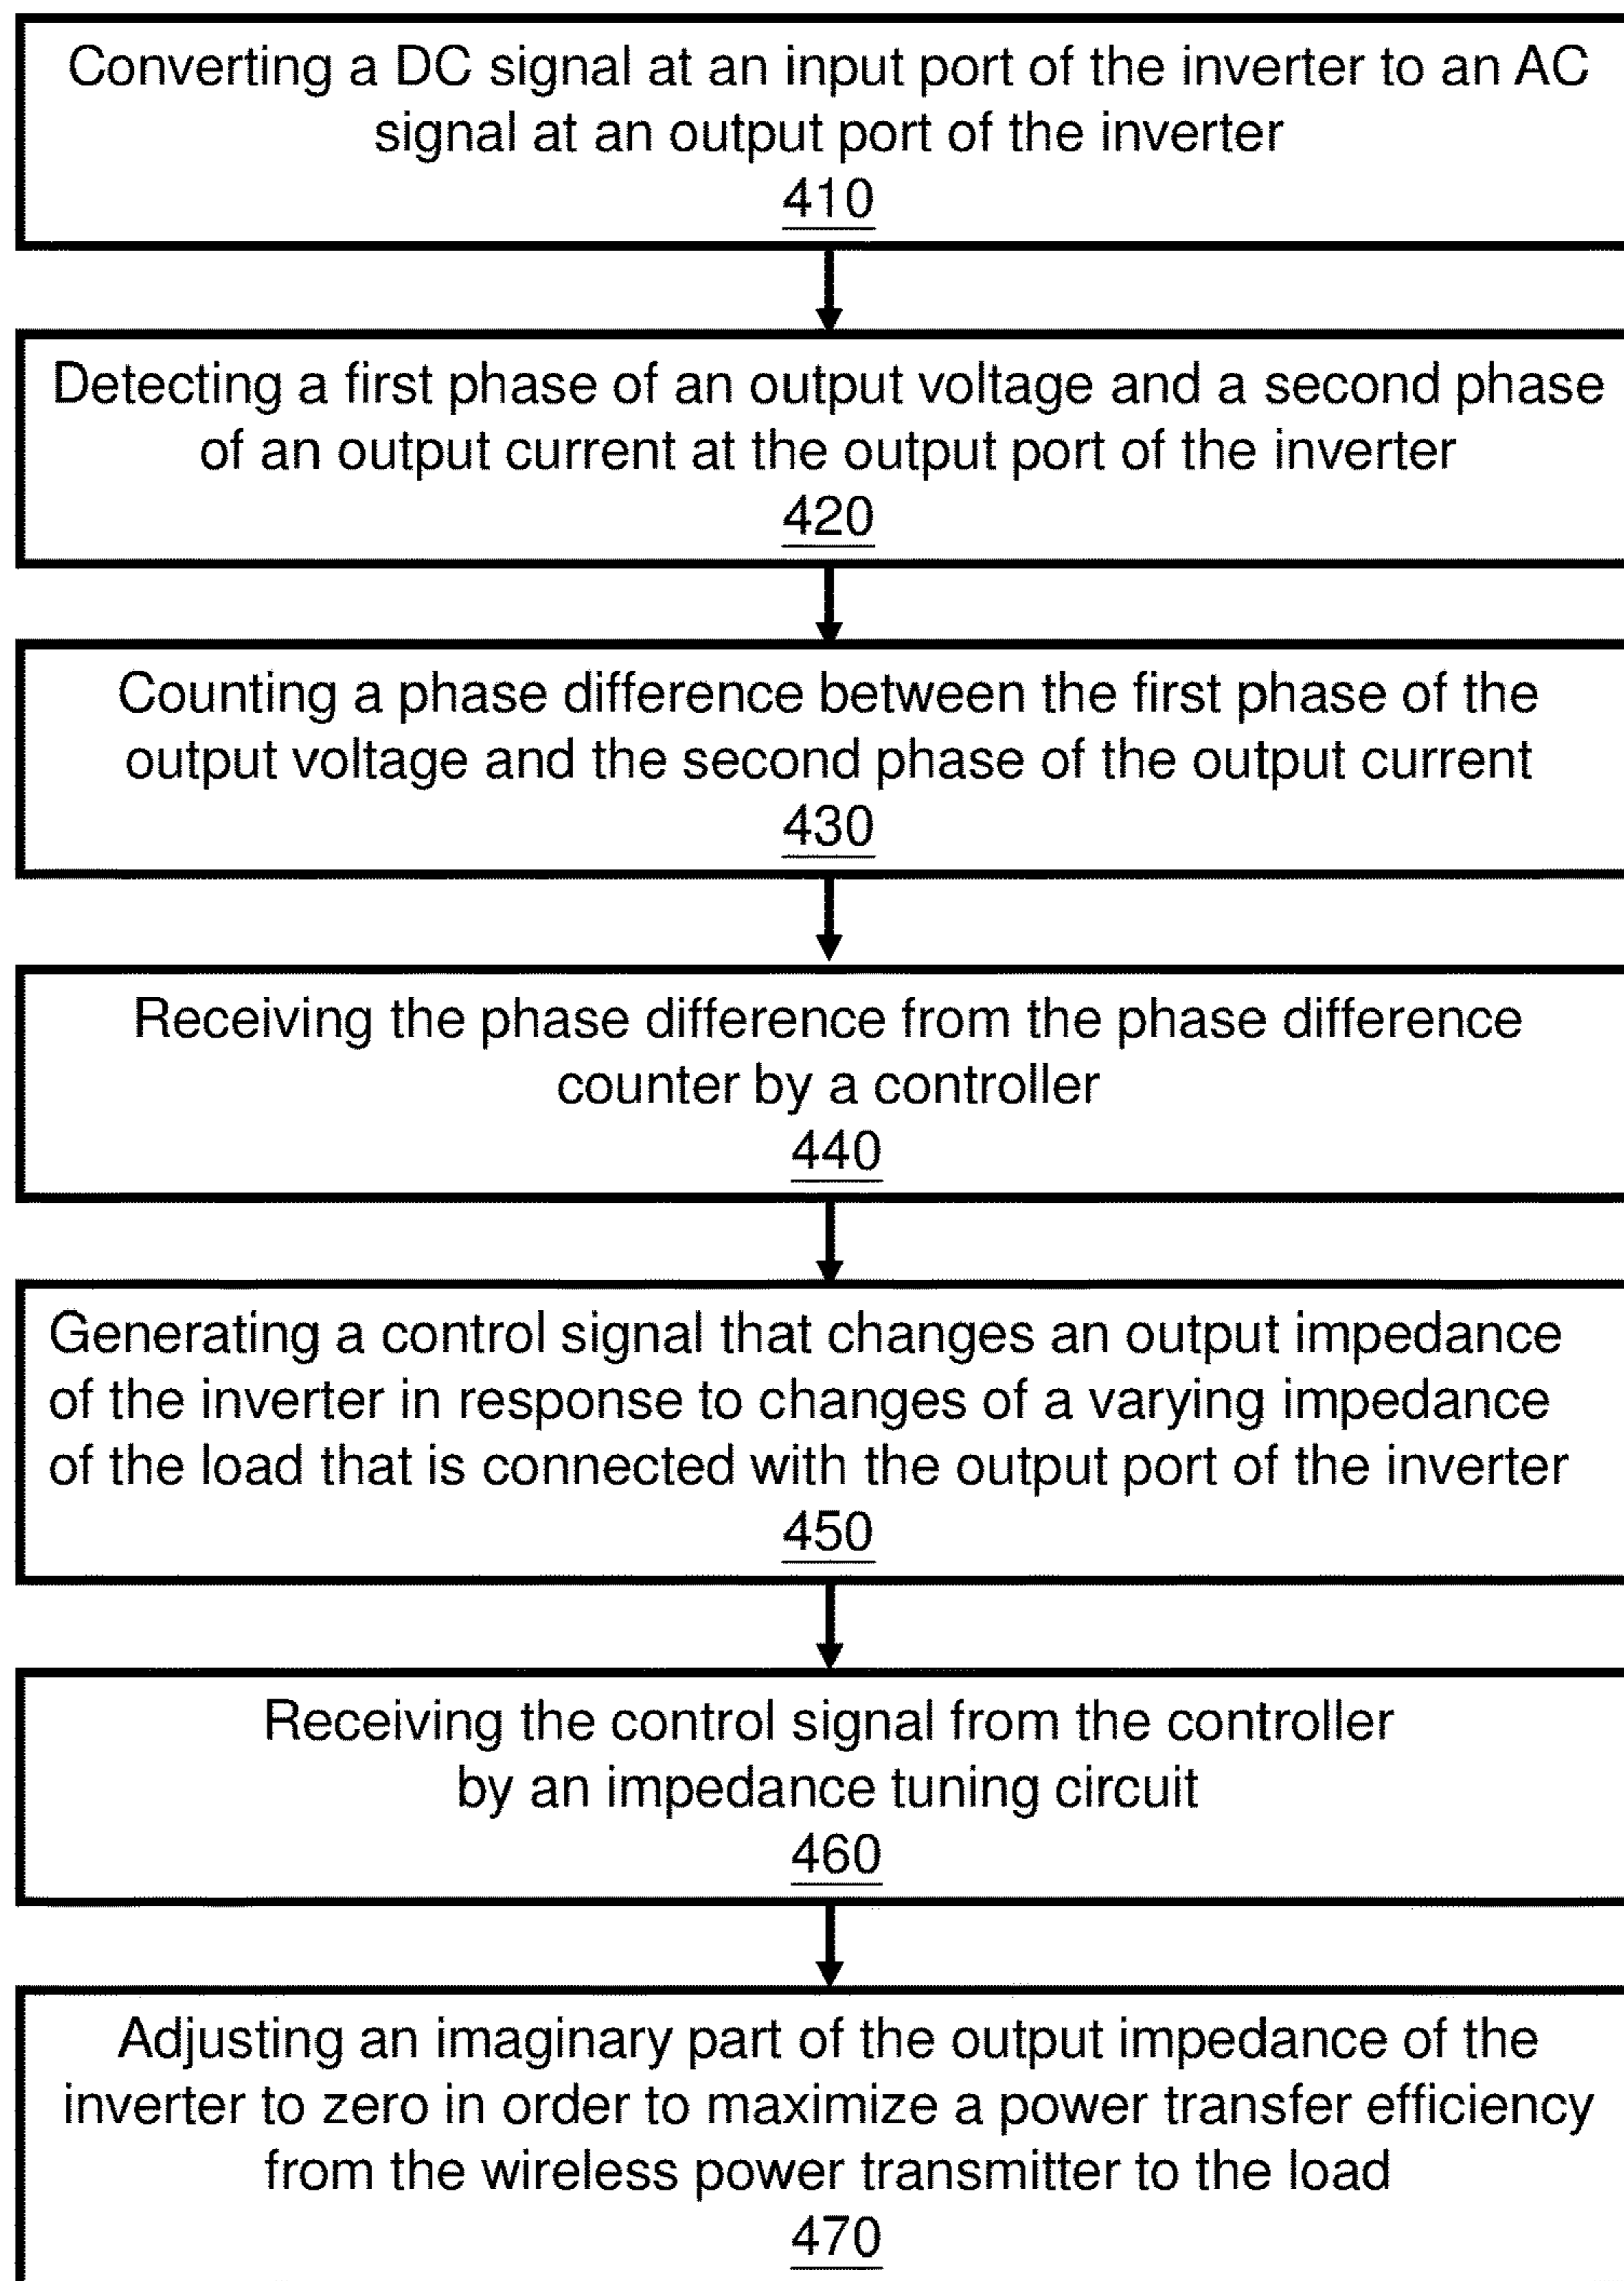 Converting a DC signal at an input port of the inverter to an AC
signal at an output port of the inverter
410
Detecting a first phase of an output voltage and a second phase
of an output current at the output port of the inverter
420
Counting a phase difference between the first phase of the
output voltage and the second phase of the output current
430
Receiving the phase difference from the phase difference
counter by a controller
440
Generating a control signal that changes an output impedance
of the inverter in response to changes of a varying impedance
of the load that is connected with the output port of the inverter
450
Receiving the control signal from the controller
by an impedance tuning circuit
460
Adjusting an imaginary part of the output impedance of the
inverter to zero in order to maximize a power transfer efficiency
from the wireless power transmitter to the load
470